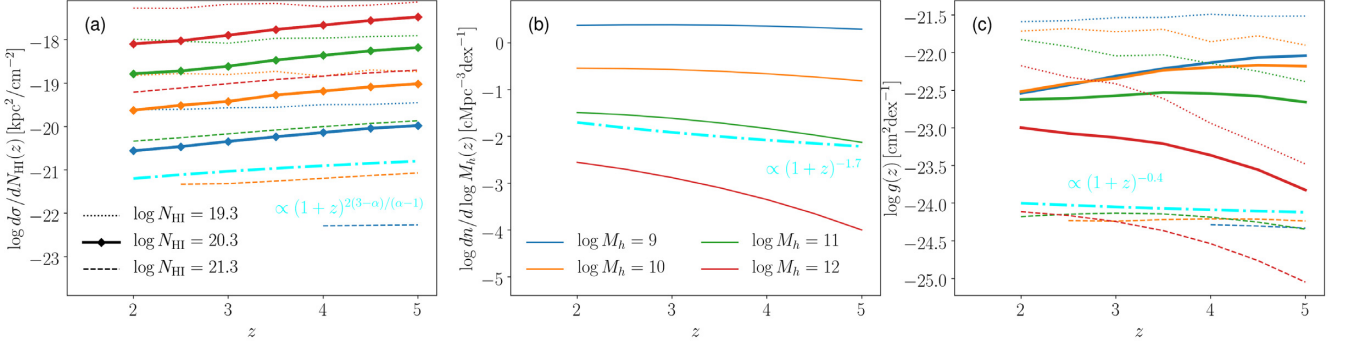 (a)
log dσ/dN_HI(z) [kpc²/cm⁻²]
−18
−19
−20
−21
−22
−23
∝ (1 + z)^{2(3−α)/(α−1)}
log N_HI = 19.3
log N_HI = 20.3
log N_HI = 21.3
2 3 4 5
z
(b)
log dn/d log M_h(z) [cMpc⁻³dex⁻¹]
0
−1
−2
−3
−4
−5
∝ (1 + z)^{−1.7}
log M_h = 9
log M_h = 10
log M_h = 11
log M_h = 12
2 3 4 5
z
(c)
log g(z) [cm²dex⁻¹]
−21.5
−22.0
−22.5
−23.0
−23.5
−24.0
−24.5
−25.0
∝ (1 + z)^{−0.4}
2 3 4 5
z